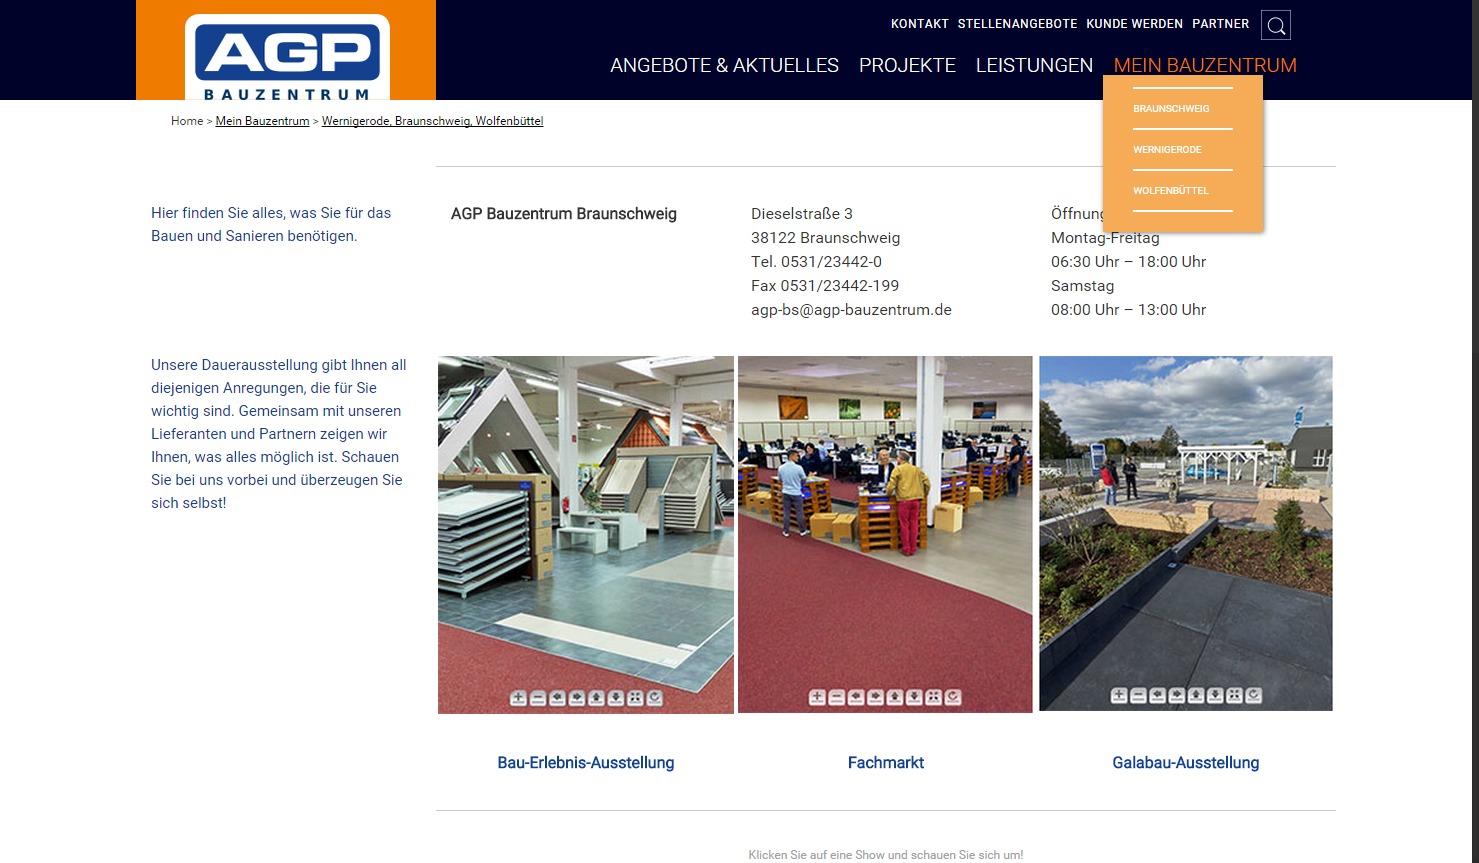 AGP
BAUZENTRUM
KONTAKT STELLENANGEBOTE KUNDE WERDEN PARTNER
ANGEBOTE & AKTUELLES PROJEKTE LEISTUNGEN MEIN BAUZENTRUM
BRAUNSCHWEIG
WERNIGERODE
WOLFENBÜTTEL
Home > Mein Bauzentrum > Wernigerode, Braunschweig, Wolfenbüttel
Hier finden Sie alles, was Sie für das
Bauen und Sanieren benötigen.
AGP Bauzentrum Braunschweig
Dieselstraße 3
38122 Braunschweig
Tel. 0531/23442-0
Fax 0531/23442-199
agp-bs@agp-bauzentrum.de
Öffnung
Montag-Freitag
06:30 Uhr – 18:00 Uhr
Samstag
08:00 Uhr – 13:00 Uhr
Unsere Dauerausstellung gibt Ihnen all
diejenigen Anregungen, die für Sie
wichtig sind. Gemeinsam mit unseren
Lieferanten und Partnern zeigen wir
Ihnen, was alles möglich ist. Schauen
Sie bei uns vorbei und überzeugen Sie
sich selbst!
Bau-Erlebnis-Ausstellung
Fachmarkt
Galabau-Ausstellung
Klicken Sie auf eine Show und schauen Sie sich um!